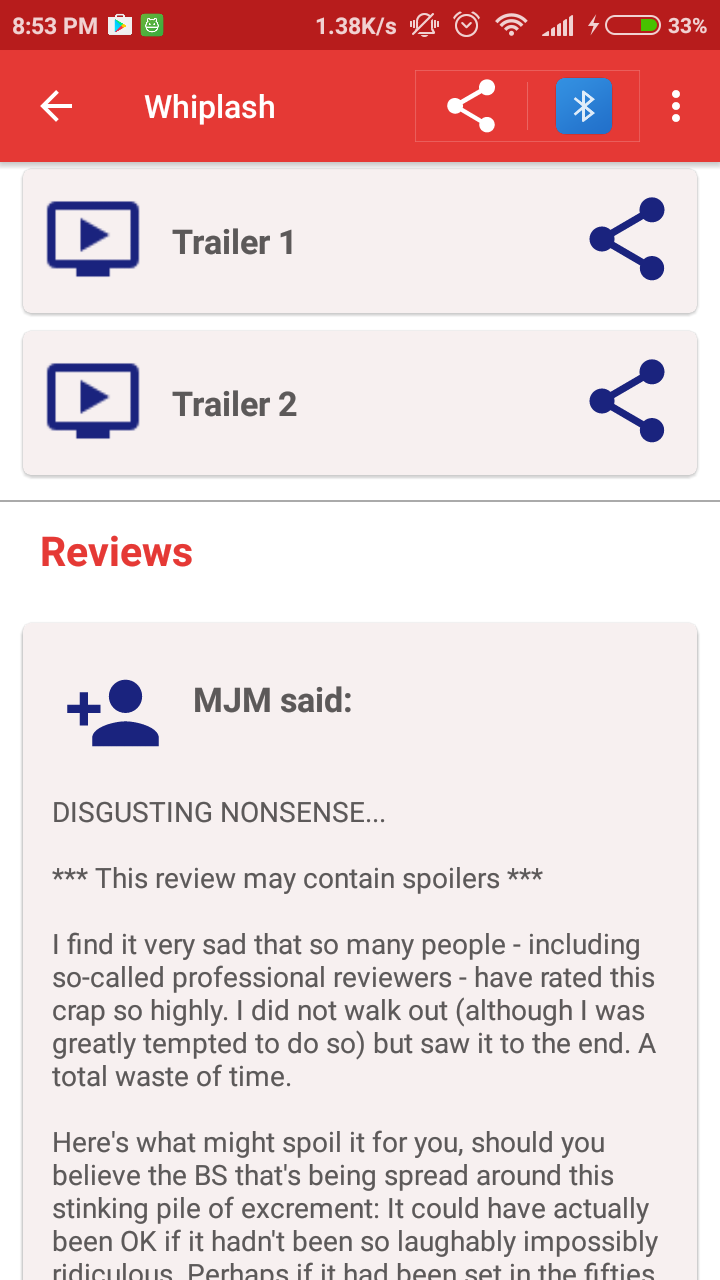 8:53 PM 1.38K/s 33%
Whiplash
Trailer 1
Trailer 2
Reviews
MJM said:
DISGUSTING NONSENSE...
*** This review may contain spoilers ***
I find it very sad that so many people - including
so-called professional reviewers - have rated this
crap so highly. I did not walk out (although I was
greatly tempted to do so) but saw it to the end. A
total waste of time.
Here's what might spoil it for you, should you
believe the BS that's being spread around this
stinking pile of excrement: It could have actually
been OK if it hadn't been so laughably impossibly
ridiculous. Perhaps if it had been set in the fifties